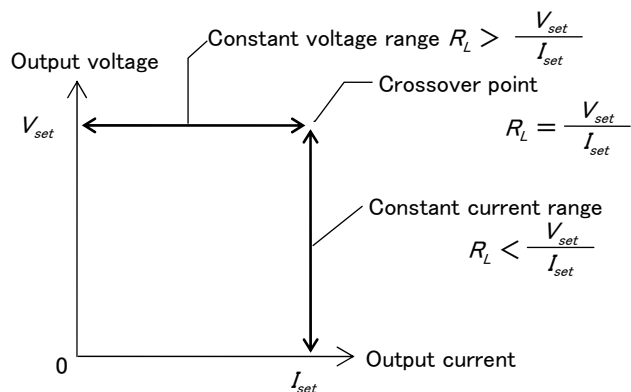 Constant voltage range R_L > V_set / I_set
Output voltage
Crossover point
V_set
R_L = V_set / I_set
Constant current range
R_L < V_set / I_set
0
Output current
I_set